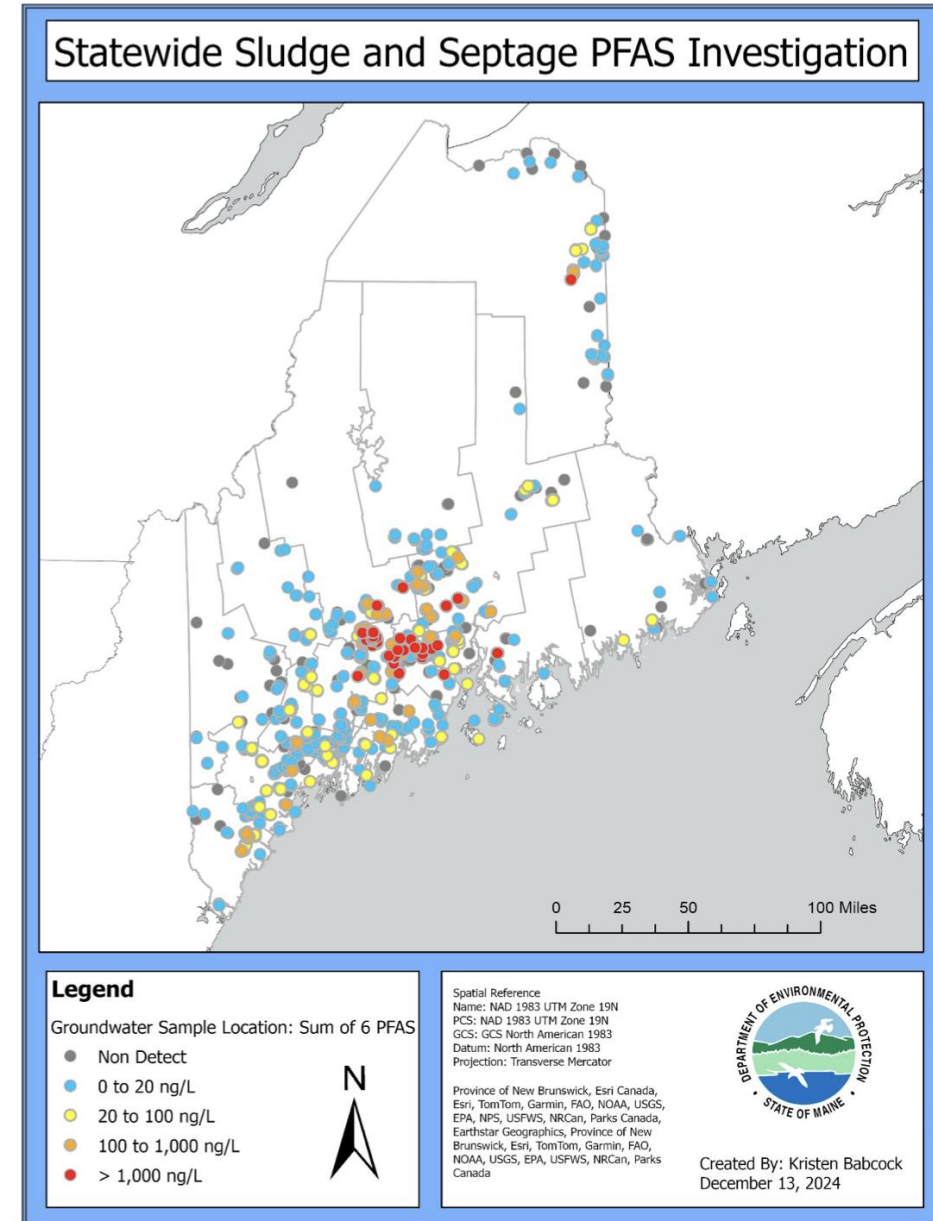 Statewide Sludge and Septage PFAS Investigation
0 25 50 100 Miles
Legend
Groundwater Sample Location: Sum of 6 PFAS
Non Detect
0 to 20 ng/L
20 to 100 ng/L
100 to 1,000 ng/L
> 1,000 ng/L
N
Spatial Reference
Name: NAD 1983 UTM Zone 19N
PCS: NAD 1983 UTM Zone 19N
GCS: GCS North American 1983
Datum: North American 1983
Projection: Transverse Mercator
Province of New Brunswick, Esri Canada,
Esri, TomTom, Garmin, FAO, NOAA, USGS,
EPA, NPS, USFWS, NRCan, Parks Canada,
Earthstar Geographics, Province of New
Brunswick, Esri, TomTom, Garmin, FAO,
NOAA, USGS, EPA, USFWS, NRCan, Parks
Canada
DEPARTMENT OF ENVIRONMENTAL PROTECTION
• STATE OF MAINE •
Created By: Kristen Babcock
December 13, 2024